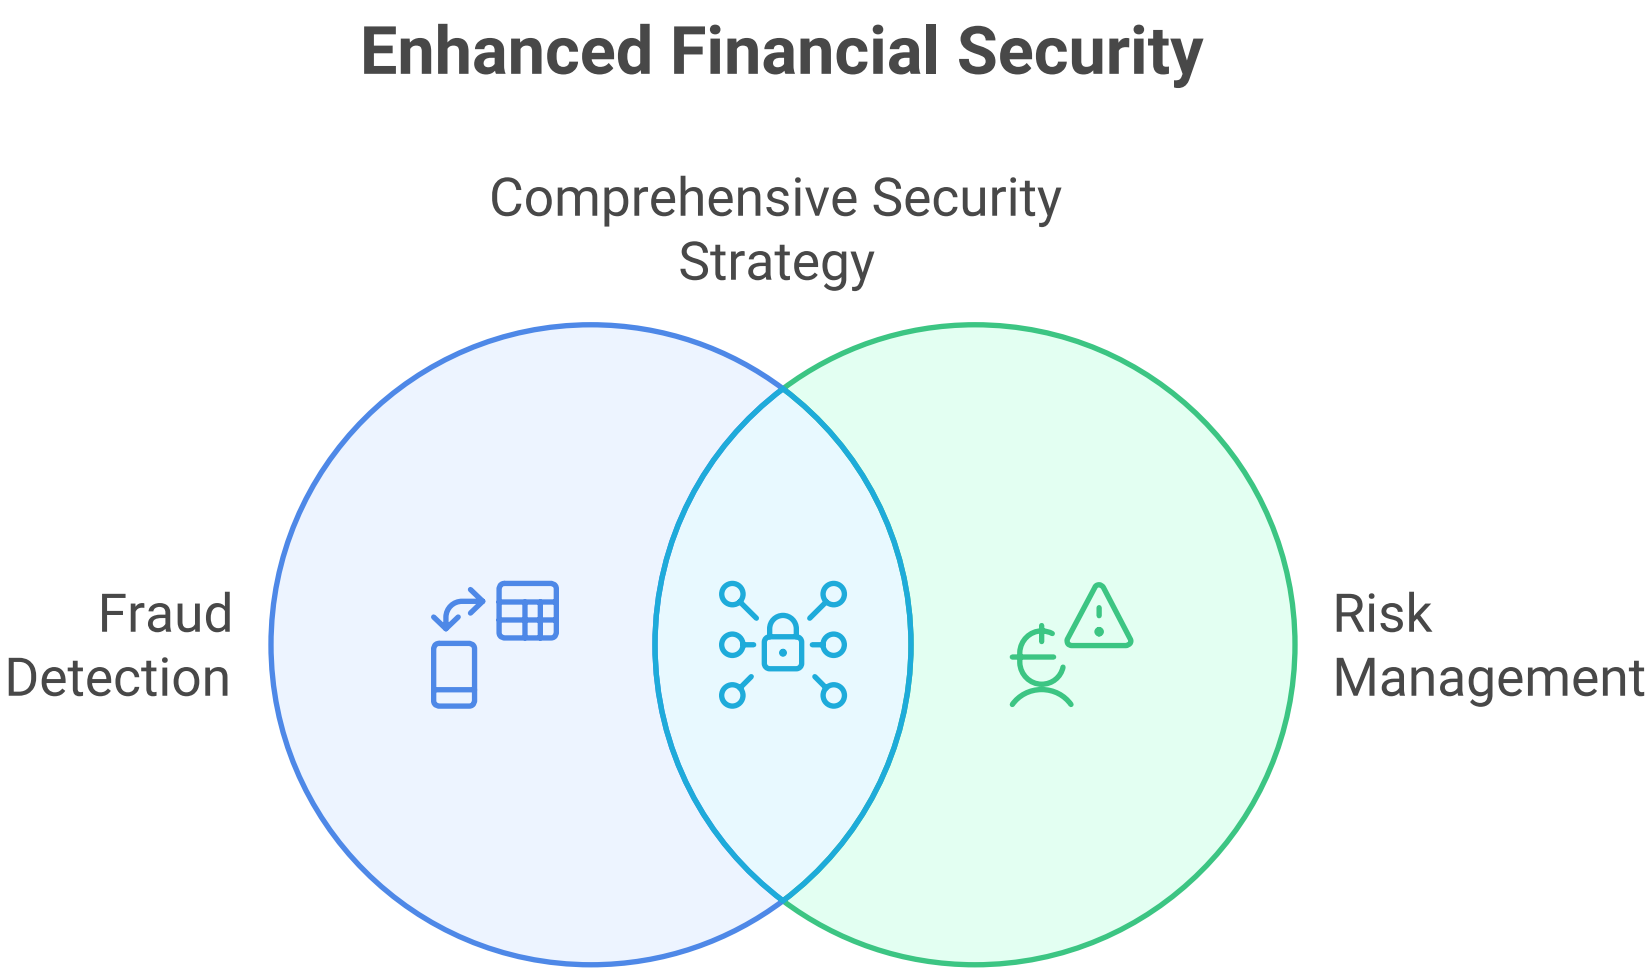 Enhanced Financial Security
Comprehensive Security
Strategy
Fraud
Detection
Risk
Management